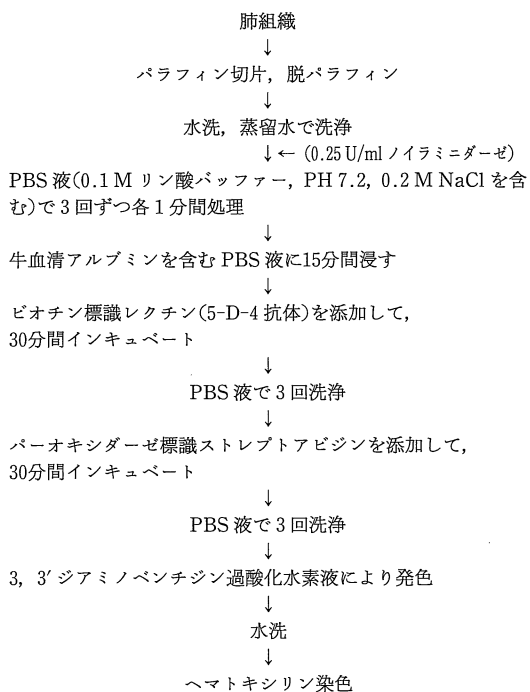 肺組織
↓
パラフィン切片，脱パラフィン
↓
水洗，蒸留水で洗浄
↓← (0.25 U/ml ノイラミニダーゼ)
PBS 液(0.1 M リン酸バッファー，PH 7.2, 0.2 M NaCl を含
む)で 3 回ずつ各 1 分間処理
↓
牛血清アルブミンを含む PBS 液に15分間浸す
↓
ビオチン標識レクチン(5-D-4 抗体)を添加して，
30分間インキュベート
↓
PBS 液で 3 回洗浄
↓
パーオキシダーゼ標識ストレプトアビジンを添加して，
30分間インキュベート
↓
PBS 液で 3 回洗浄
↓
3，3′ジアミノベンチジン過酸化水素液により発色
↓
水洗
↓
ヘマトキシリン染色